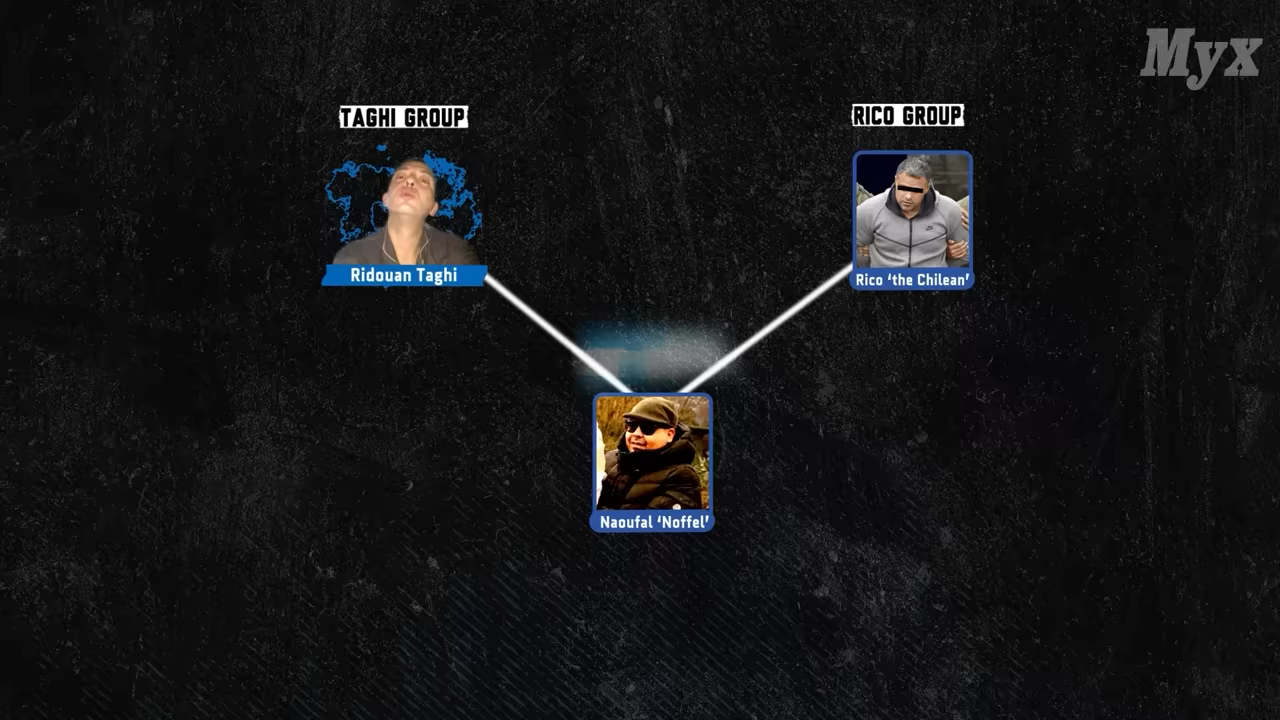 Myx
TAGHI GROUP
RICO GROUP
Ridouan Taghi
Rico ‘the Chilean’
Naoufal ‘Noffel’